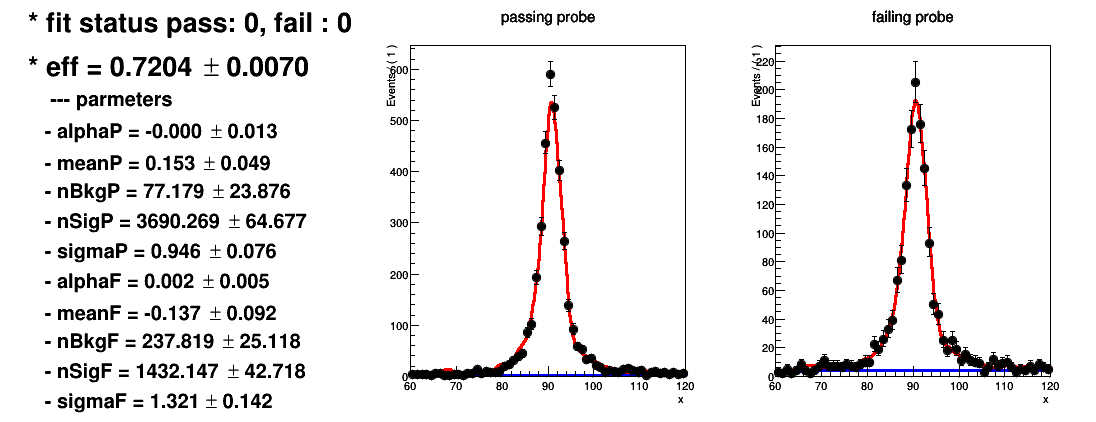 * fit status pass: 0, fail : 0
* eff = 0.7204 ± 0.0070
--- parmeters
- alphaP = -0.000 ± 0.013
- meanP = 0.153 ± 0.049
- nBkgP = 77.179 ± 23.876
- nSigP = 3690.269 ± 64.677
- sigmaP = 0.946 ± 0.076
- alphaF = 0.002 ± 0.005
- meanF = -0.137 ± 0.092
- nBkgF = 237.819 ± 25.118
- nSigF = 1432.147 ± 42.718
- sigmaF = 1.321 ± 0.142
passing probe
Events / ( 1 )
600
500
400
300
200
100
0
60 70 80 90 100 110 120
x
failing probe
Events / ( 1 )
220
200
180
160
140
120
100
80
60
40
20
0
60 70 80 90 100 110 120
x